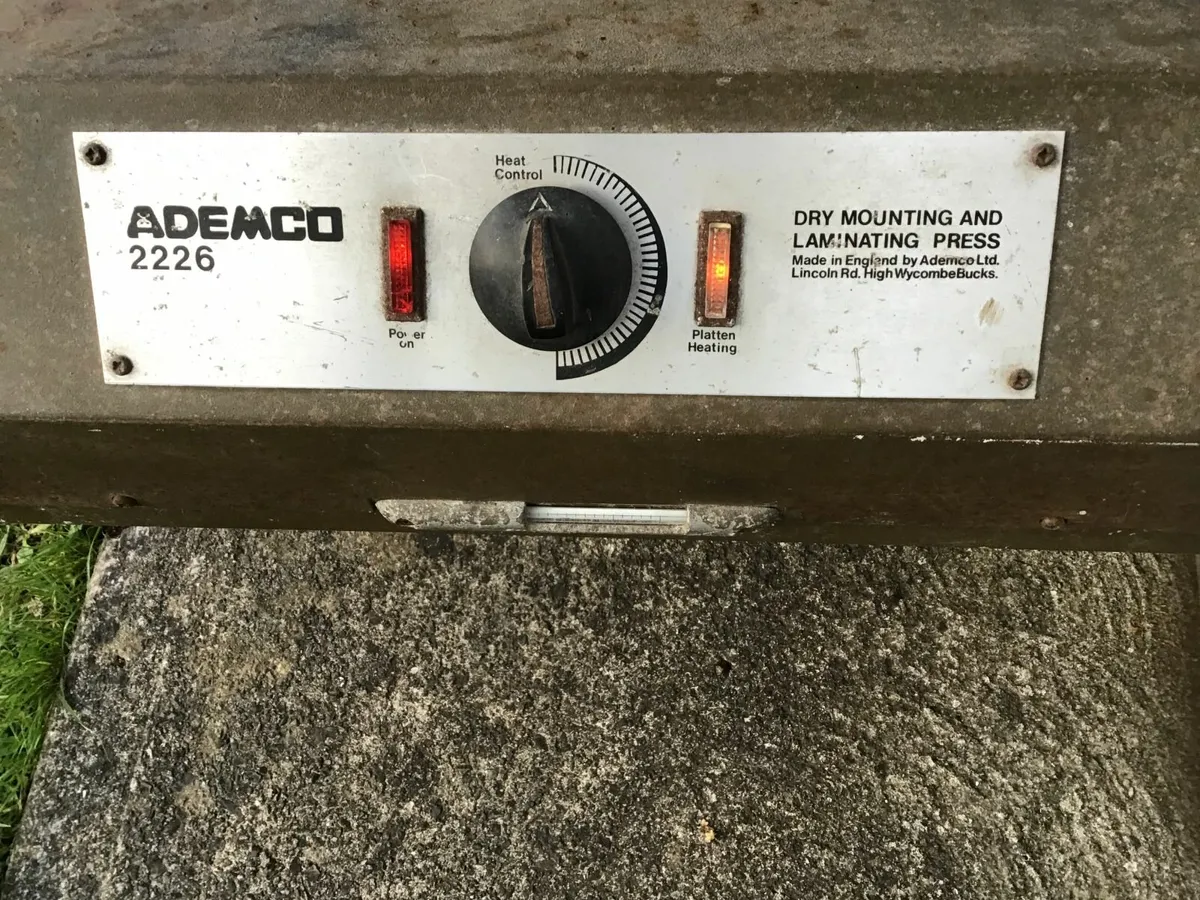 ADEMCO
2226
Power
on
Heat
Control
Platten
Heating
DRY MOUNTING AND
LAMINATING PRESS
Made in England by Ademco Ltd.
Lincoln Rd. High Wycombe Bucks.